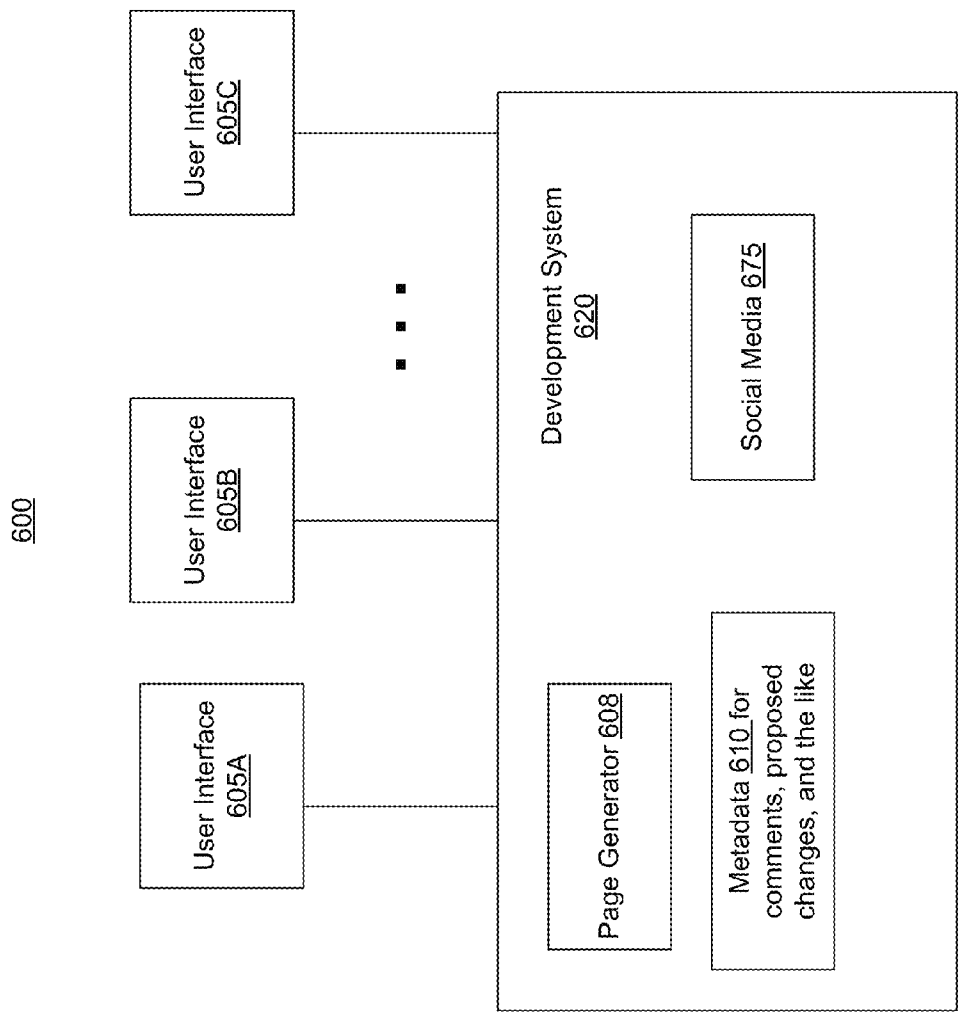 600
User Interface
605A
User Interface
605B
User Interface
605C
Development System
620
Page Generator 608
Metadata 610 for
comments, proposed
changes, and the like
Social Media 675